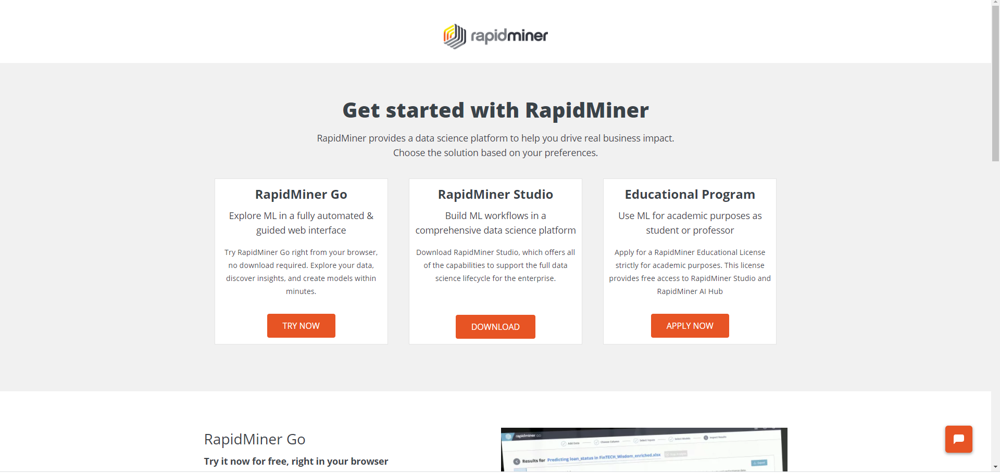 rapidminer
Get started with RapidMiner
RapidMiner provides a data science platform to help you drive real business impact.
Choose the solution based on your preferences.
RapidMiner Go
Explore ML in a fully automated &
guided web interface
Try RapidMiner Go right from your browser,
no download required. Explore your data,
discover insights, and create models within
minutes.
TRY NOW
RapidMiner Studio
Build ML workflows in a
comprehensive data science platform
Download RapidMiner Studio, which offers all
of the capabilities to support the full data
science lifecycle for the enterprise.
DOWNLOAD
Educational Program
Use ML for academic purposes as
student or professor
Apply for a RapidMiner Educational License
strictly for academic purposes. This license
provides free access to RapidMiner Studio and
RapidMiner AI Hub
APPLY NOW
RapidMiner Go
Try it now for free, right in your browser
rapidminer GO
Add Data
Choose Column
Select Inputs
Select Models
Inspect Results
Results for Predicting loan_status in FinTECH_Wisdom_enriched.xlsx
Export